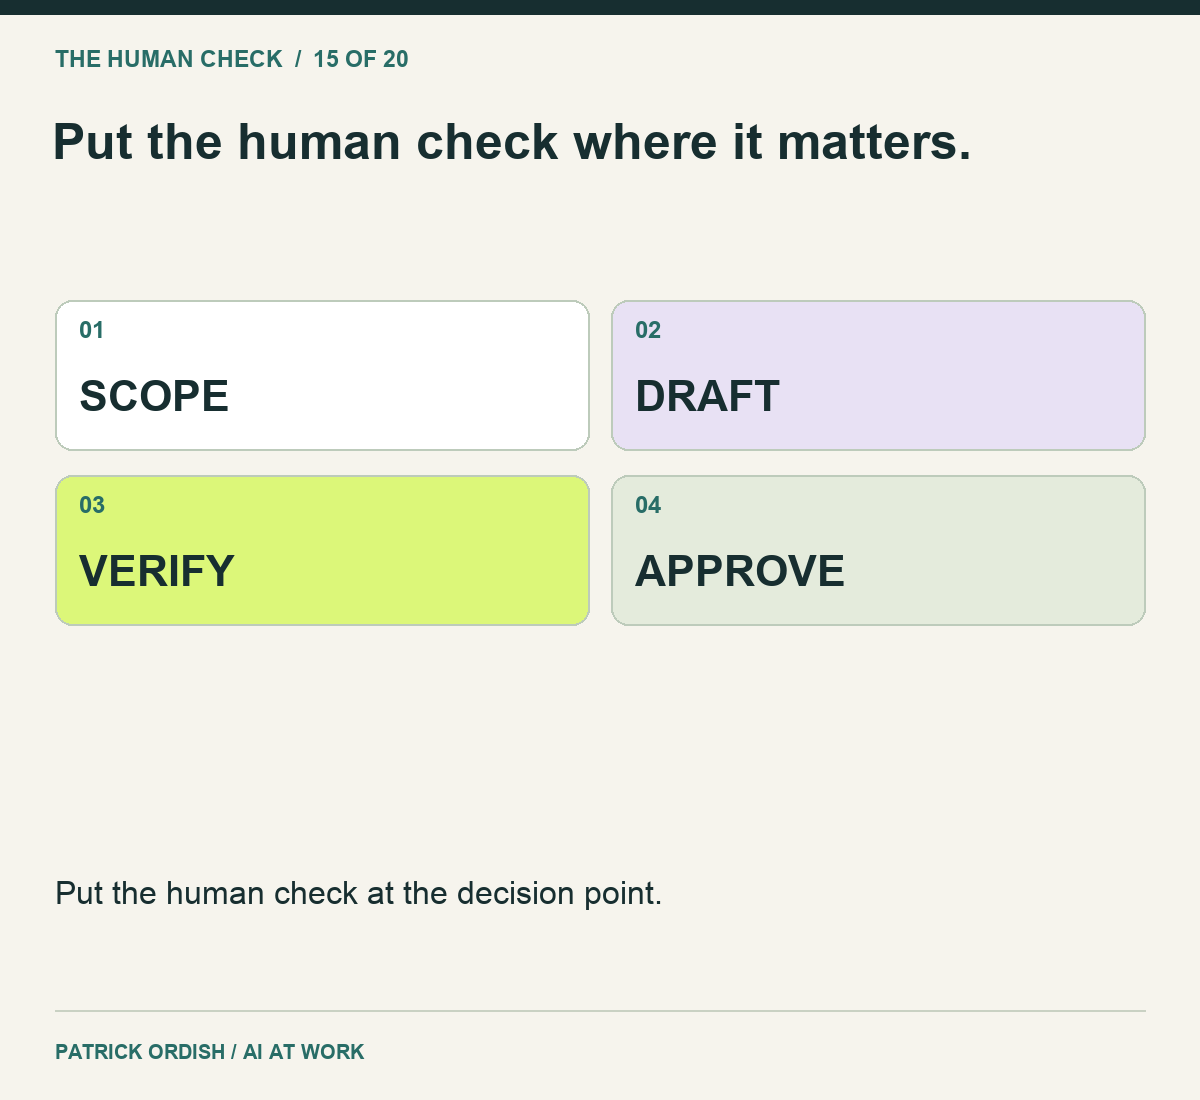 THE HUMAN CHECK / 15 OF 20
Put the human check where it matters.
01
SCOPE
02
DRAFT
03
VERIFY
04
APPROVE
Put the human check at the decision point.
PATRICK ORDISH / AI AT WORK